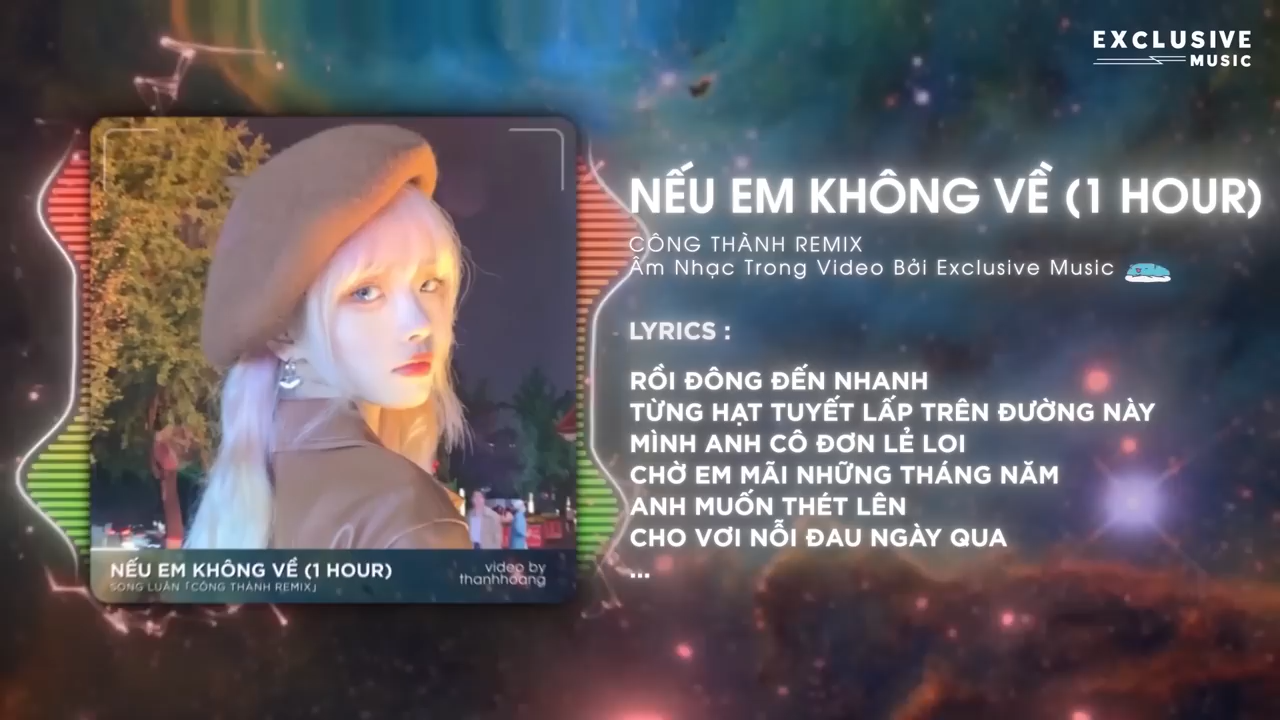 EXCLUSIVE
MUSIC
NẾU EM KHÔNG VỀ (1 HOUR)
CÔNG THÀNH REMIX
Âm Nhạc Trong Video Bởi Exclusive Music
LYRICS :
RỒI ĐÔNG ĐẾN NHANH
TỪNG HẠT TUYẾT LẤP TRÊN ĐƯỜNG NÀY
MÌNH ANH CÔ ĐƠN LẺ LOI
CHỜ EM MÃI NHỮNG THÁNG NĂM
ANH MUỐN THÉT LÊN
CHO VƠI NỖI ĐAU NGÀY QUA
...
NẾU EM KHÔNG VỀ (1 HOUR)
SONG LUÂN「CÔNG THÀNH REMIX」
video by
thanhhoang